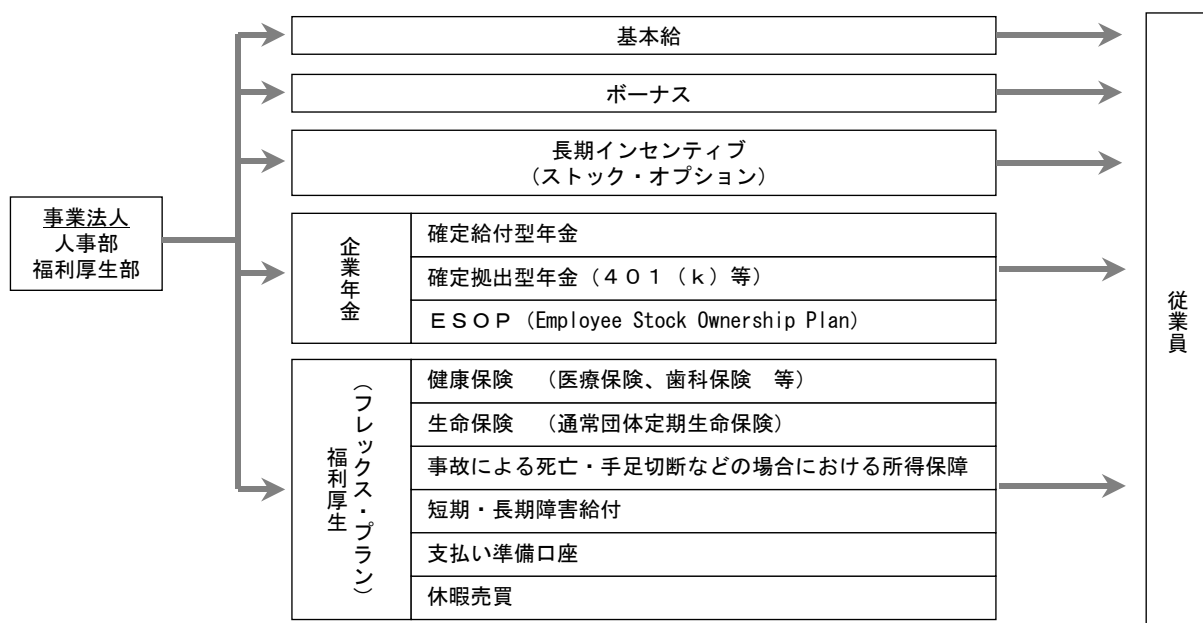 基本給
ボーナス
長期インセンティブ
(ストック・オプション)
事業法人
人事部
福利厚生部
企業年金
確定給付型年金
確定拠出型年金(401(k)等)
ESOP(Employee Stock Ownership Plan)
福利厚生
(フレックス・プラン)
健康保険 (医療保険、歯科保険 等)
生命保険 (通常団体定期生命保険)
事故による死亡・手足切断などの場合における所得保障
短期・長期障害給付
支払い準備口座
休暇売買
従業員